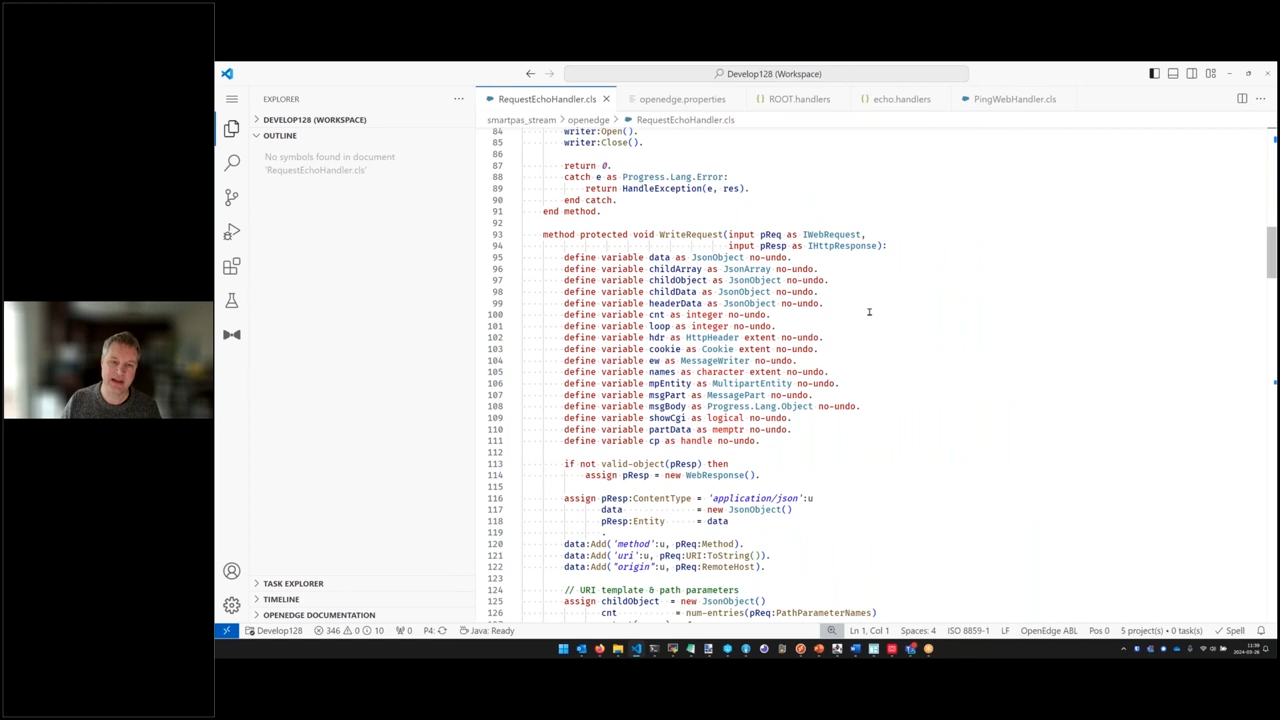 Develop128 (Workspace)
EXPLORER
RequestEchoHandler.cls
openedge.properties
ROOT.handlers
echo.handlers
PingWebHandler.cls
DEVELOP128 (WORKSPACE)
OUTLINE
No symbols found in document
'RequestEchoHandler.cls'
smartpas_stream > openedge > RequestEchoHandler.cls
84 writer:Open().
85 writer:Close().
86
87 return 0.
88 catch e as Progress.Lang.Error:
89 return HandleException(e, res).
90 end catch.
91 end method.
92
93 method protected void WriteRequest(input pReq as IWebRequest,
94 input pResp as IHttpResponse):
95 define variable data as JsonObject no-undo.
96 define variable childArray as JsonArray no-undo.
97 define variable childObject as JsonObject no-undo.
98 define variable childData as JsonObject no-undo.
99 define variable headerData as JsonObject no-undo.
100 define variable cnt as integer no-undo.
101 define variable loop as integer no-undo.
102 define variable hdr as HttpHeader extent no-undo.
103 define variable cookie as Cookie extent no-undo.
104 define variable ew as MessageWriter no-undo.
105 define variable names as character extent no-undo.
106 define variable mpEntity as MultipartEntity no-undo.
107 define variable msgPart as MessagePart no-undo.
108 define variable msgBody as Progress.Lang.Object no-undo.
109 define variable showCgi as logical no-undo.
110 define variable partData as memptr no-undo.
111 define variable cp as handle no-undo.
112
113 if not valid-object(pResp) then
114 assign pResp = new WebResponse().
115
116 assign pResp:ContentType = 'application/json':u
117 data = new JsonObject()
118 pResp:Entity = data
119 .
120 data:Add('method':u, pReq:Method).
121 data:Add('uri':u, pReq:URI:ToString()).
122 data:Add("origin":u, pReq:RemoteHost).
123
124 // URI template & path parameters
125 assign childObject = new JsonObject()
126 cnt = num-entries(pReq:PathParameterNames)
TASK EXPLORER
TIMELINE
OPENEDGE DOCUMENTATION
Develop128
346 0 10
0
P4:
Java: Ready
Ln 1, Col 1
Spaces: 4
ISO 8859-1
LF
OpenEdge ABL
Pos 0
5 project(s) • 0 task(s)
Spell
11:39
2024-03-26